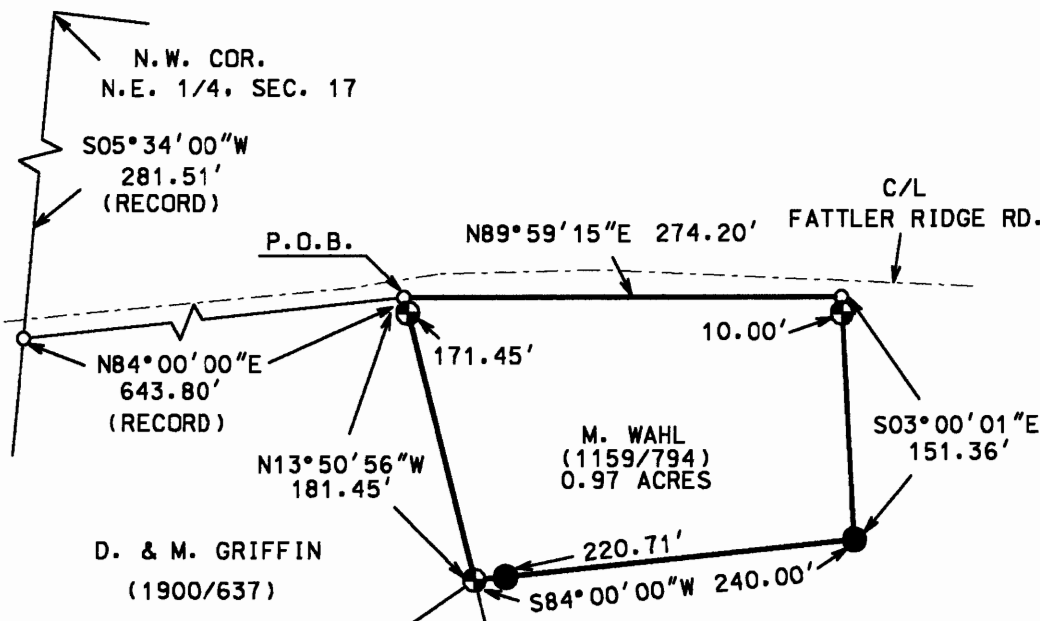 N.W. COR.
N.E. 1/4, SEC. 17
S05°34'00"W
281.51'
(RECORD)
C/L
FATTLER RIDGE RD.
P.O.B.
N89°59'15"E 274.20'
10.00'
171.45'
N84°00'00"E
643.80'
(RECORD)
S03°00'01"E
151.36'
M. WAHL
(1159/794)
0.97 ACRES
N13°50'56"W
181.45'
D. & M. GRIFFIN
(1900/637)
220.71'
S84°00'00"W 240.00'